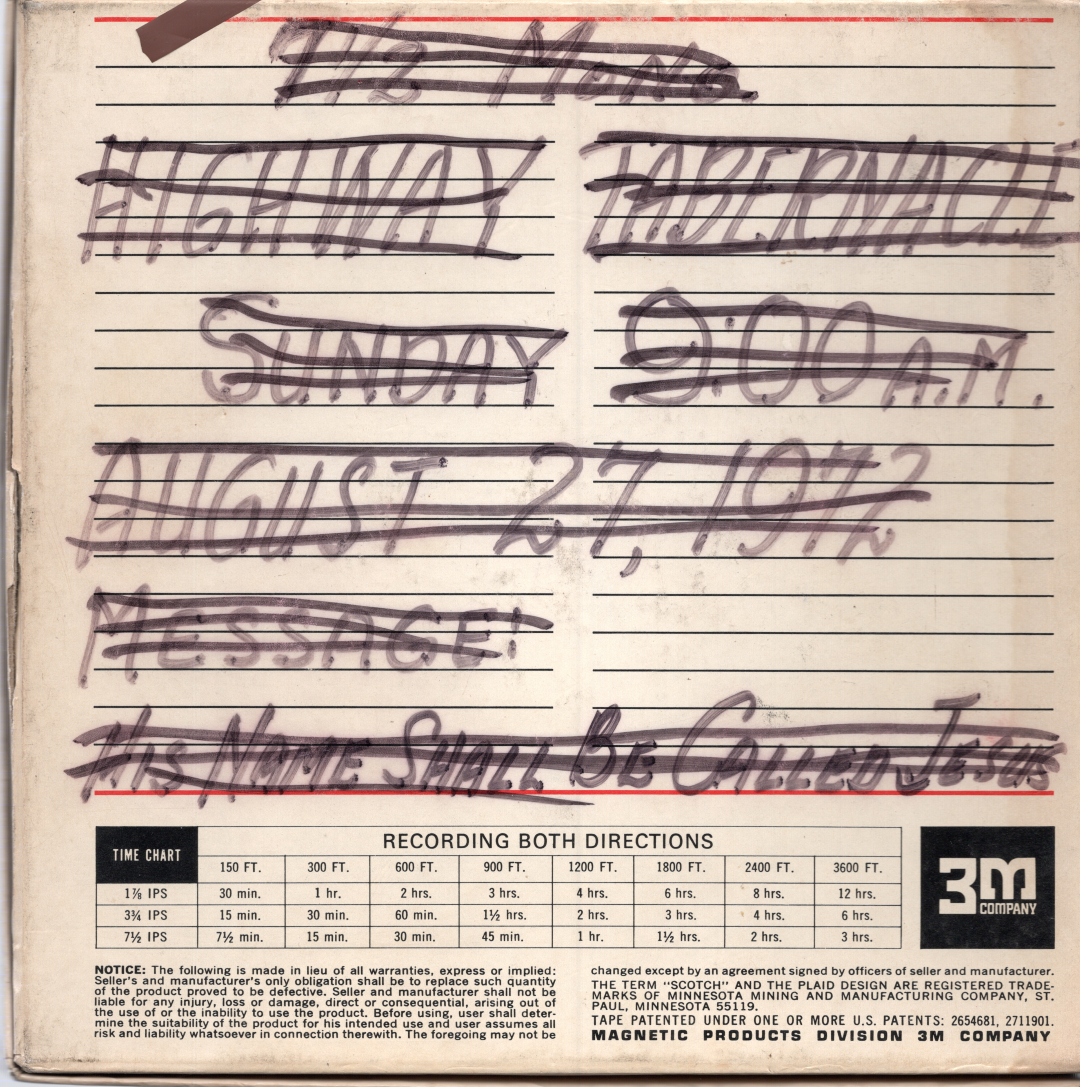 7 1/2 Mono
HIGHWAY TABERNACLE
SUNDAY 9:00 A.M.
AUGUST 27, 1972
MESSAGE:
HIS NAME SHALL BE CALLED JESUS
TIME CHART
RECORDING BOTH DIRECTIONS
150 FT. 300 FT. 600 FT. 900 FT. 1200 FT. 1800 FT. 2400 FT. 3600 FT.
1⅞ IPS 30 min. 1 hr. 2 hrs. 3 hrs. 4 hrs. 6 hrs. 8 hrs. 12 hrs.
3¾ IPS 15 min. 30 min. 60 min. 1½ hrs. 2 hrs. 3 hrs. 4 hrs. 6 hrs.
7½ IPS 7½ min. 15 min. 30 min. 45 min. 1 hr. 1½ hrs. 2 hrs. 3 hrs.
3M
COMPANY
NOTICE: The following is made in lieu of all warranties, express or implied:
Seller's and manufacturer's only obligation shall be to replace such quantity
of the product proved to be defective. Seller and manufacturer shall not be
liable for any injury, loss or damage, direct or consequential, arising out of
the use of or the inability to use the product. Before using, user shall deter-
mine the suitability of the product for his intended use and user assumes all
risk and liability whatsoever in connection therewith. The foregoing may not be
changed except by an agreement signed by officers of seller and manufacturer.
THE TERM "SCOTCH" AND THE PLAID DESIGN ARE REGISTERED TRADE-
MARKS OF MINNESOTA MINING AND MANUFACTURING COMPANY, ST.
PAUL, MINNESOTA 55119.
TAPE PATENTED UNDER ONE OR MORE U.S. PATENTS: 2654681, 2711901.
MAGNETIC PRODUCTS DIVISION 3M COMPANY